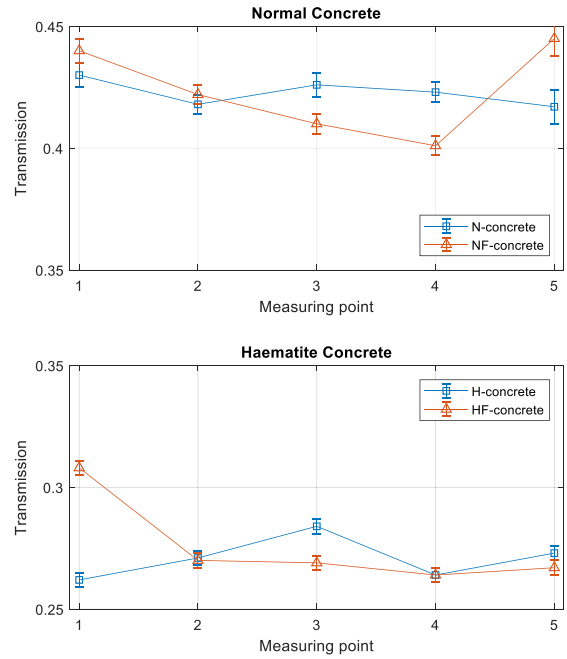 Normal Concrete
0.45
0.4
0.35
Transmission
1 2 3 4 5
Measuring point
N-concrete
NF-concrete
Haematite Concrete
0.35
0.3
0.25
Transmission
1 2 3 4 5
Measuring point
H-concrete
HF-concrete